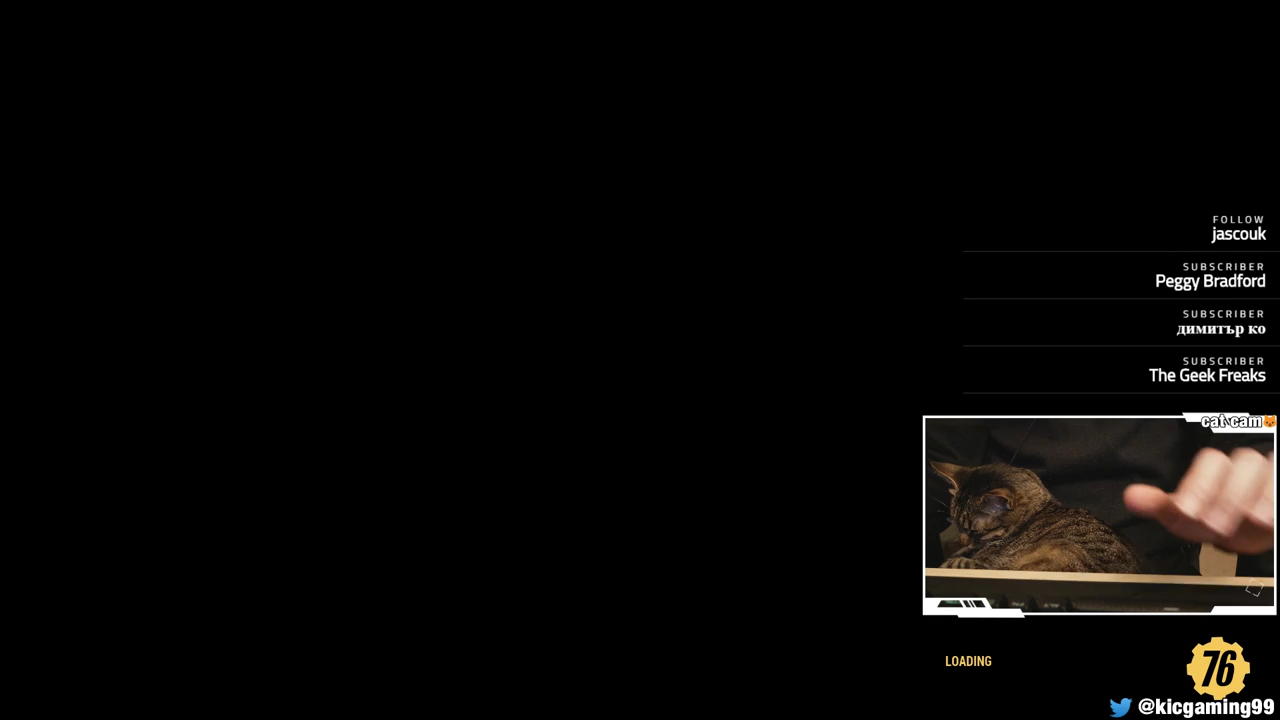 FOLLOW
jascouk
SUBSCRIBER
Peggy Bradford
SUBSCRIBER
димитър ко
SUBSCRIBER
The Geek Freaks
cat cam
LOADING
76
@kicgaming99